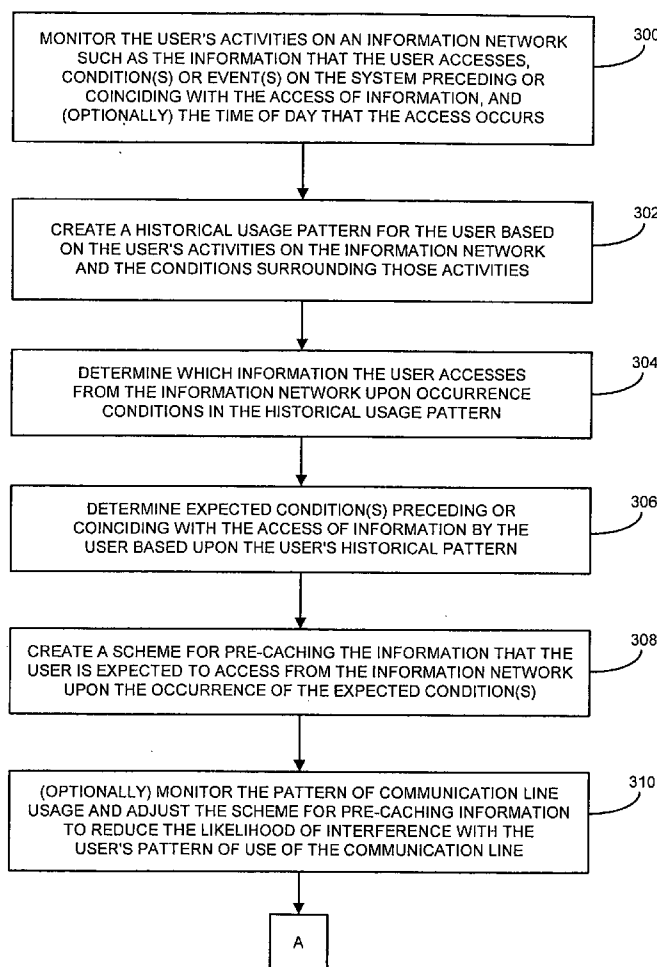 MONITOR THE USER'S ACTIVITIES ON AN INFORMATION NETWORK
SUCH AS THE INFORMATION THAT THE USER ACCESSES,
CONDITION(S) OR EVENT(S) ON THE SYSTEM PRECEDING OR
COINCIDING WITH THE ACCESS OF INFORMATION, AND
(OPTIONALLY) THE TIME OF DAY THAT THE ACCESS OCCURS
300
CREATE A HISTORICAL USAGE PATTERN FOR THE USER BASED
ON THE USER'S ACTIVITIES ON THE INFORMATION NETWORK
AND THE CONDITIONS SURROUNDING THOSE ACTIVITIES
302
DETERMINE WHICH INFORMATION THE USER ACCESSES
FROM THE INFORMATION NETWORK UPON OCCURRENCE
CONDITIONS IN THE HISTORICAL USAGE PATTERN
304
DETERMINE EXPECTED CONDITION(S) PRECEDING OR
COINCIDING WITH THE ACCESS OF INFORMATION BY THE
USER BASED UPON THE USER'S HISTORICAL PATTERN
306
CREATE A SCHEME FOR PRE-CACHING THE INFORMATION THAT THE
USER IS EXPECTED TO ACCESS FROM THE INFORMATION NETWORK
UPON THE OCCURRENCE OF THE EXPECTED CONDITION(S)
308
(OPTIONALLY) MONITOR THE PATTERN OF COMMUNICATION LINE
USAGE AND ADJUST THE SCHEME FOR PRE-CACHING INFORMATION
TO REDUCE THE LIKELIHOOD OF INTERFERENCE WITH THE
USER'S PATTERN OF USE OF THE COMMUNICATION LINE
310
A